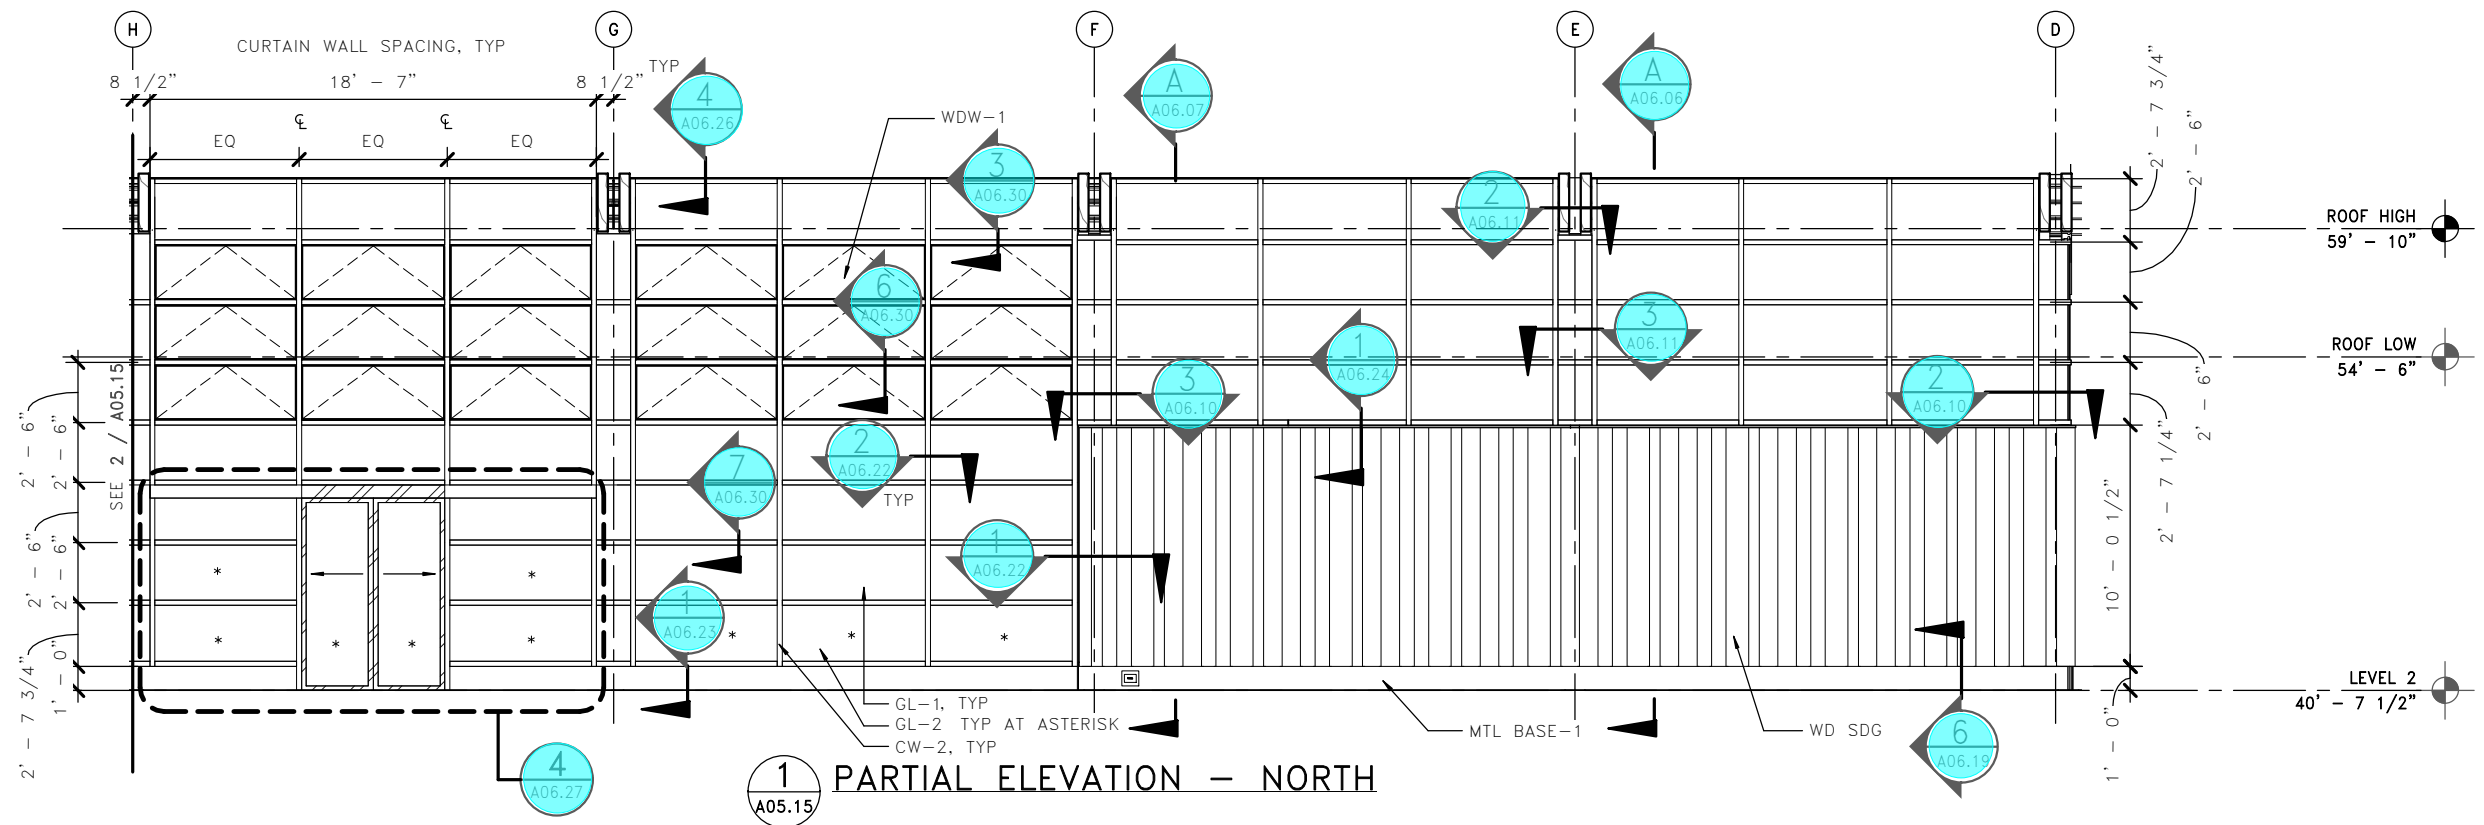 H
G
F
E
D
CURTAIN WALL SPACING, TYP
8 1/2”
18’ – 7”
8 1/2”
TYP
℄
℄
EQ
EQ
EQ
4
A06.26
WDW–1
3
A06.30
A
A06.07
A
A06.06
2
A06.11
3
A06.11
6
A06.30
1
A06.24
3
A06.10
2
A06.10
2
A06.22
TYP
7
A06.30
1
A06.22
1
A06.23
6
A06.19
4
A06.27
2’ – 7 3/4”
2’ – 6”
2’ – 6”
2’ – 7 1/4”
10’ – 0 1/2”
1’ – 0”
ROOF HIGH
59’ – 10”
ROOF LOW
54’ – 6”
LEVEL 2
40’ – 7 1/2”
SEE 2 / A05.15
2’ – 6”
2’ – 6”
2’ – 6”
2’ – 6”
2’ – 7 3/4”
1’ – 0”
* * * * * *
* * *
GL–1, TYP
GL–2 TYP AT ASTERISK
CW–2, TYP
MTL BASE–1
WD SDG
1
A05.15
PARTIAL ELEVATION – NORTH